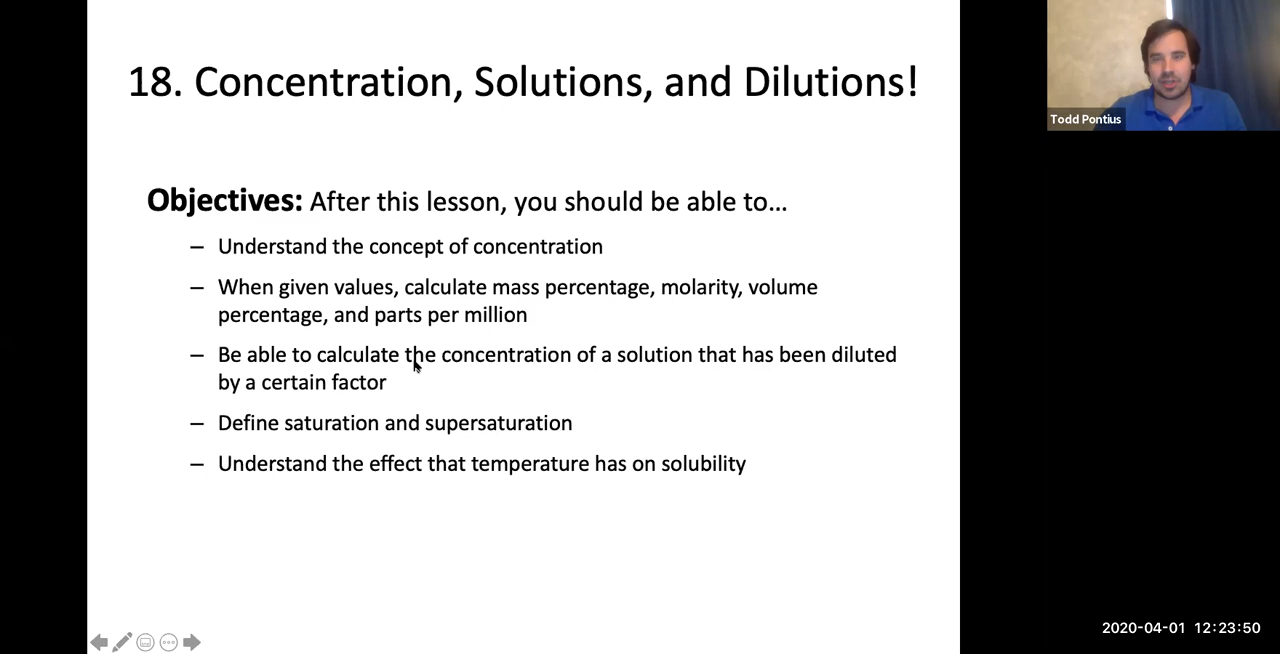 18. Concentration, Solutions, and Dilutions!
Todd Pontius
Objectives: After this lesson, you should be able to…
– Understand the concept of concentration
– When given values, calculate mass percentage, molarity, volume
percentage, and parts per million
– Be able to calculate the concentration of a solution that has been diluted
by a certain factor
– Define saturation and supersaturation
– Understand the effect that temperature has on solubility
2020-04-01 12:23:50